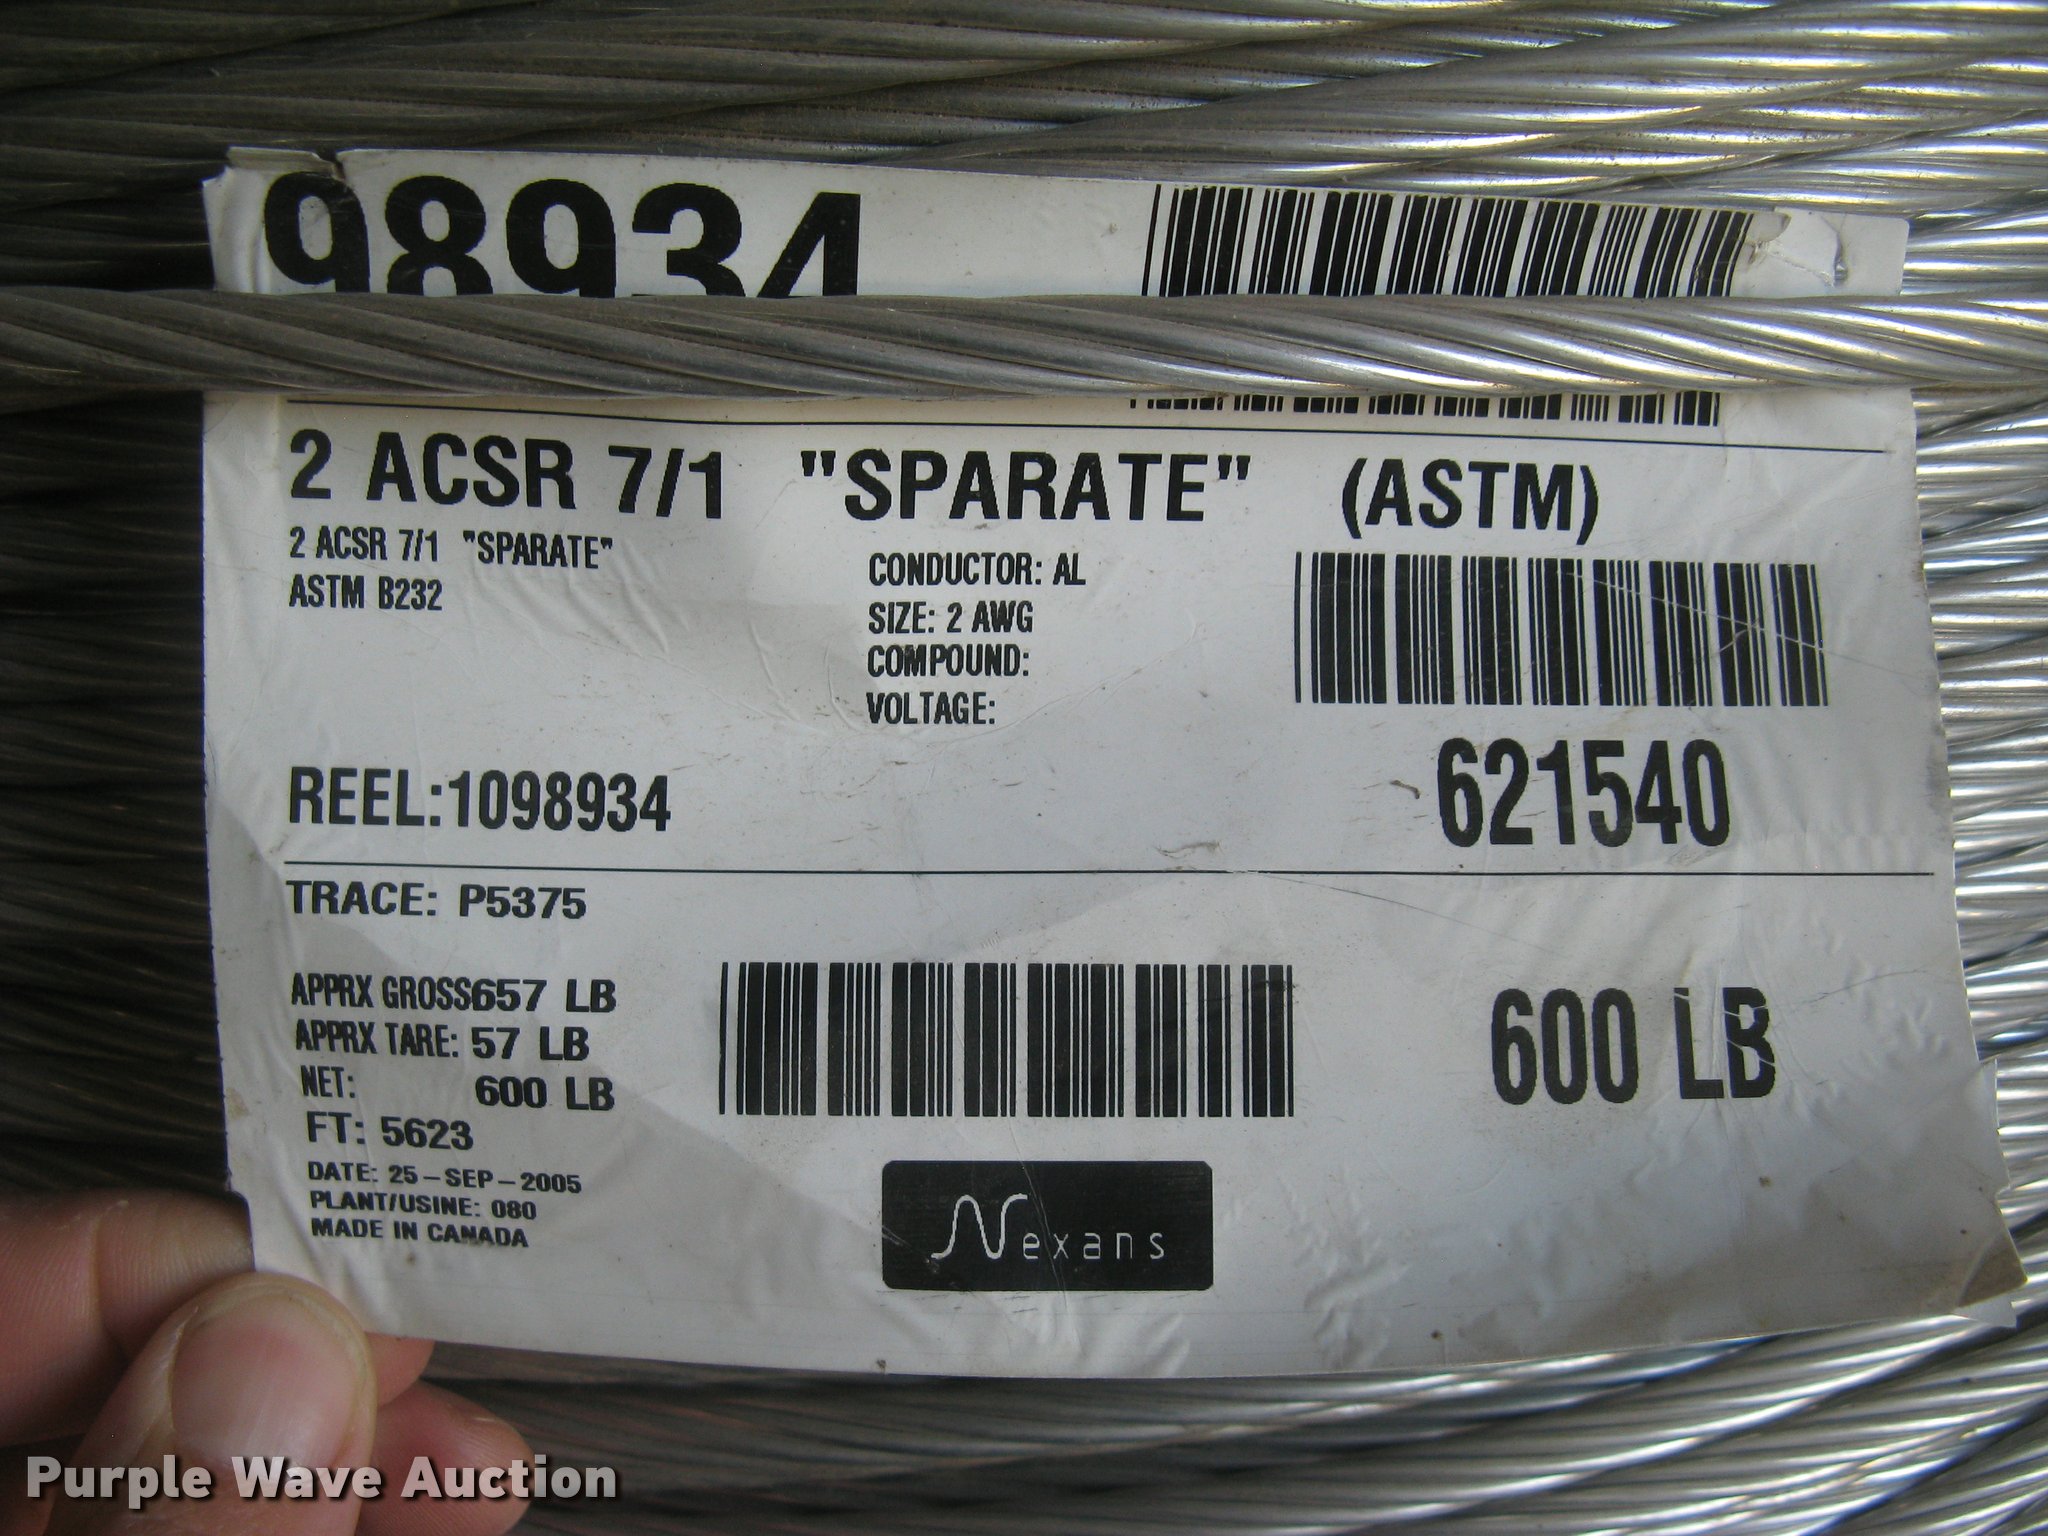 98934
2 ACSR 7/1 "SPARATE" (ASTM)
2 ACSR 7/1 "SPARATE"
ASTM B232
CONDUCTOR: AL
SIZE: 2 AWG
COMPOUND:
VOLTAGE:
REEL:1098934
621540
TRACE: P5375
APPRX GROSS657 LB
APPRX TARE: 57 LB
NET: 600 LB
FT: 5623
600 LB
DATE: 25-SEP-2005
PLANT/USINE: 080
MADE IN CANADA
Nexans
Purple Wave Auction